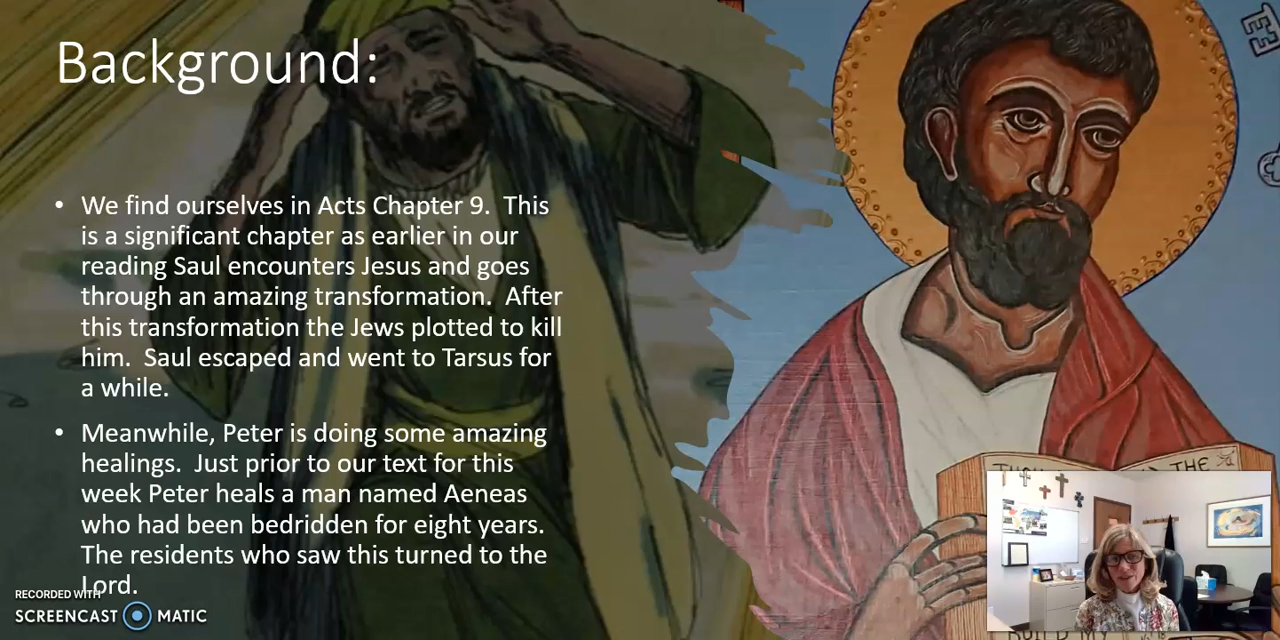 Background:
• We find ourselves in Acts Chapter 9.  This
is a significant chapter as earlier in our
reading Saul encounters Jesus and goes
through an amazing transformation.  After
this transformation the Jews plotted to kill
him.  Saul escaped and went to Tarsus for
a while.
• Meanwhile, Peter is doing some amazing
healings.  Just prior to our text for this
week Peter heals a man named Aeneas
who had been bedridden for eight years.
The residents who saw this turned to the
Lord.
RECORDED WITH
SCREENCAST MATIC
THE